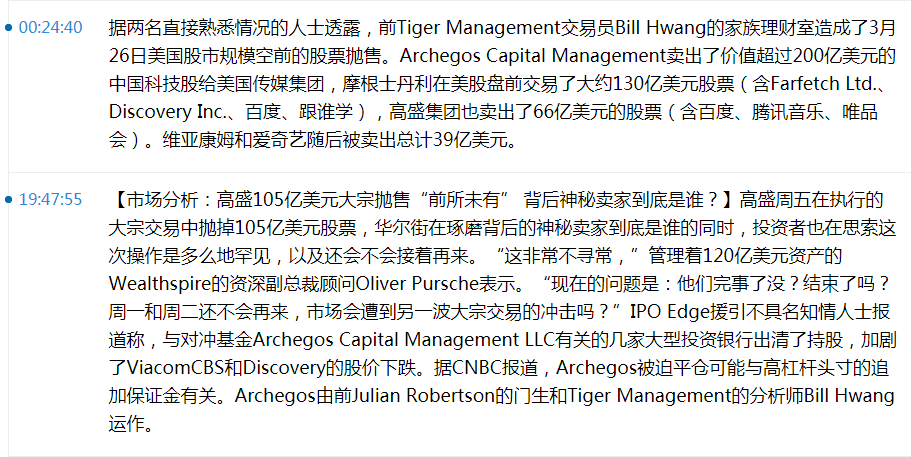 00:24:40
据两名直接熟悉情况的人士透露，前Tiger Management交易员Bill Hwang的家族理财室造成了3月
26日美国股市规模空前的股票抛售。Archegos Capital Management卖出了价值超过200亿美元的
中国科技股给美国传媒集团，摩根士丹利在美股盘前交易了大约130亿美元股票（含Farfetch Ltd.、
Discovery Inc.、百度、跟谁学），高盛集团也卖出了66亿美元的股票（含百度、腾讯音乐、唯品
会）。维亚康姆和爱奇艺随后被卖出总计39亿美元。
19:47:55
【市场分析：高盛105亿美元大宗抛售“前所未有” 背后神秘卖家到底是谁？】高盛周五在执行的
大宗交易中抛掉105亿美元股票，华尔街在琢磨背后的神秘卖家到底是谁的同时，投资者也在思索这
次操作是多么地罕见，以及还会不会接着再来。“这非常不寻常，”管理着120亿美元资产的
Wealthspire的资深副总裁顾问Oliver Pursche表示。“现在的问题是：他们完事了没？结束了吗？
周一和周二还不会再来，市场会遭到另一波大宗交易的冲击吗？”IPO Edge援引不具名知情人士报
道称，与对冲基金Archegos Capital Management LLC有关的几家大型投资银行出清了持股，加剧
了ViacomCBS和Discovery的股价下跌。据CNBC报道，Archegos被迫平仓可能与高杠杆头寸的追
加保证金有关。Archegos由前Julian Robertson的门生和Tiger Management的分析师Bill Hwang
运作。